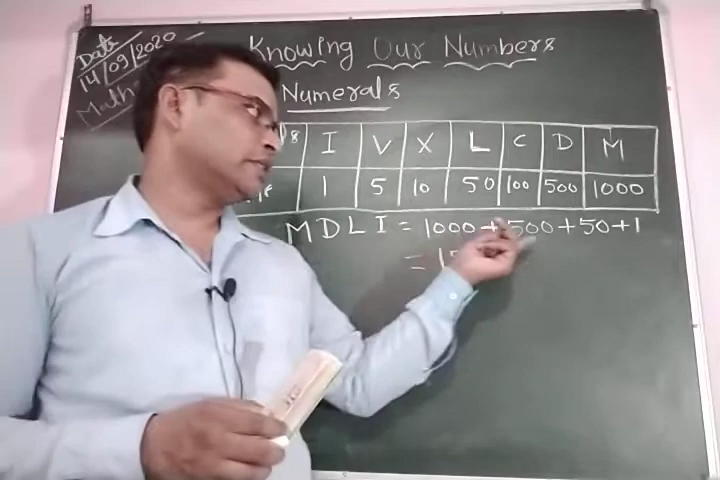 Date
14/09/2020
Knowing Our Numbers
Numerals
I V X L C D M
1 5 10 50 100 500 1000
MDLI = 1000+500+50+1
=